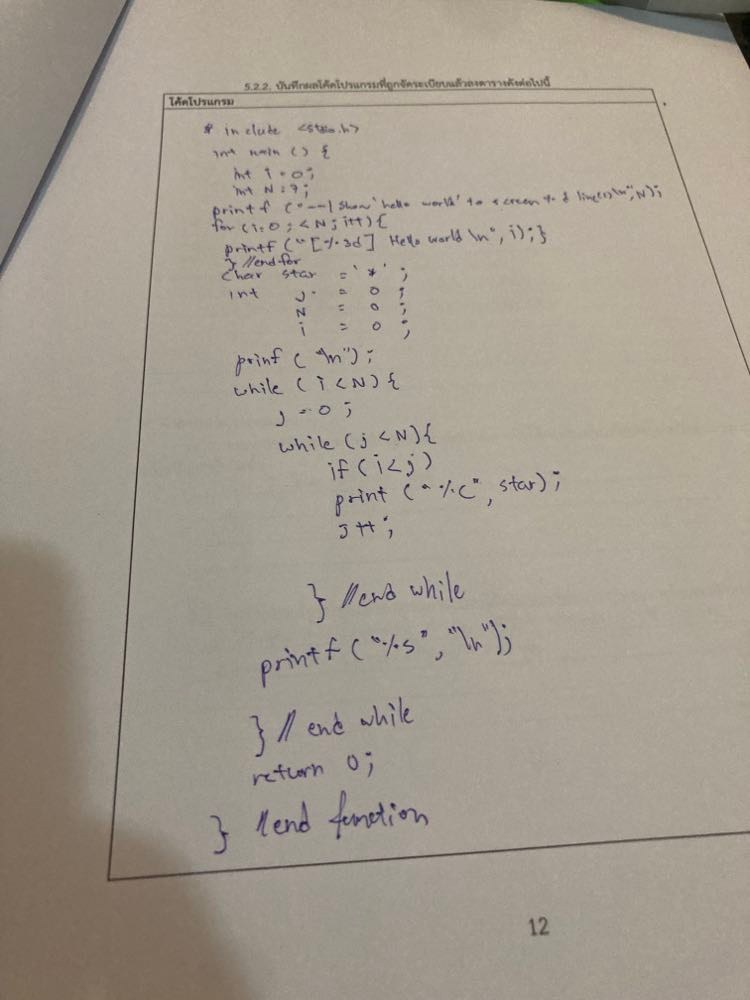 5.2.2. บันทึกผลโค้ดโปรแกรมที่ถูกจัดระเบียบแล้วลงตารางดังต่อไปนี้
โค้ดโปรแกรม
# include <stdio.h>
int main () {
int i = 0;
int N = 7;
printf ("---| Show 'hello world' to screen %d line(s)\n", N);
for (i=0 ; < N ; i++) {
printf ("[%3d] Hello world \n", i); }
} //end for
char star = '*' ;
int j = 0 ;
N = 0 ;
i = 0 ;
prinf ( "\n") ;
while ( i < N ) {
j = 0 ;
while ( j < N ) {
if ( i < j )
print ( "%c" , star) ;
j ++ ;
} //end while
printf ( "%s" , "\n") ;
} // end while
return 0;
} //end function
12